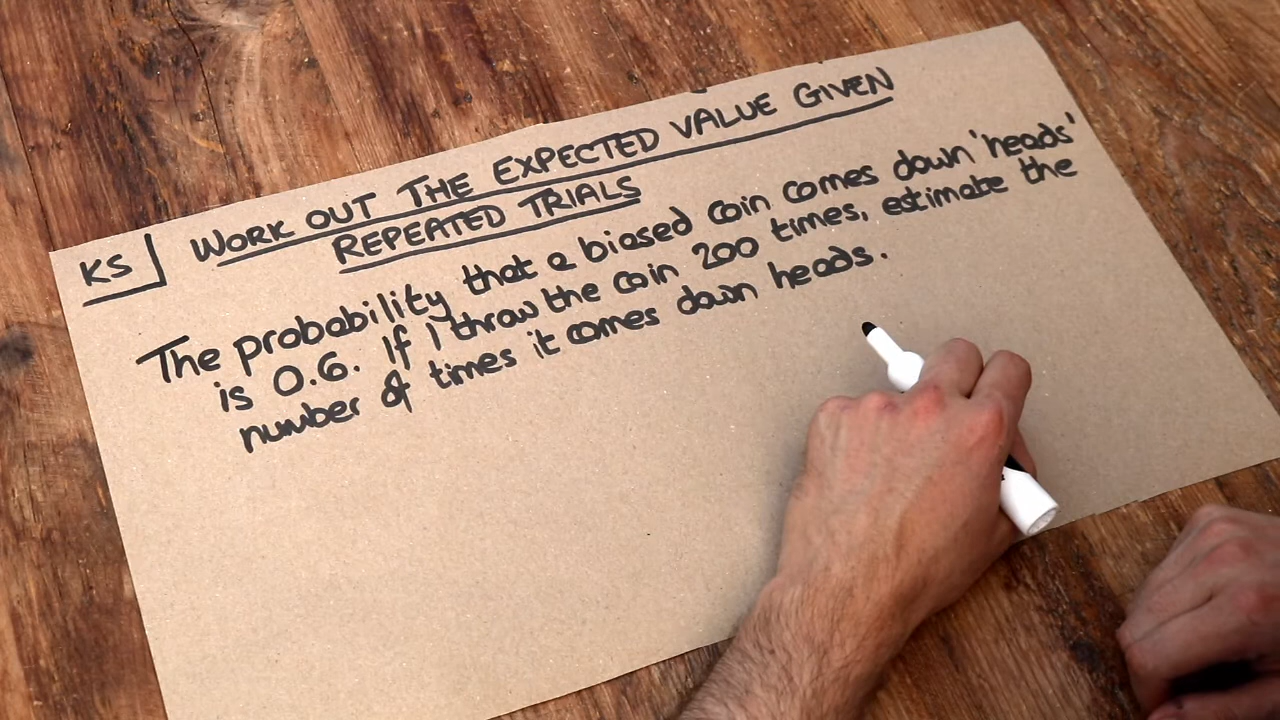 KS
WORK OUT THE EXPECTED VALUE GIVEN
REPEATED TRIALS
The probability that a biased coin comes down 'heads'
is 0.6. If I throw the coin 200 times, estimate the
number of times it comes down heads.